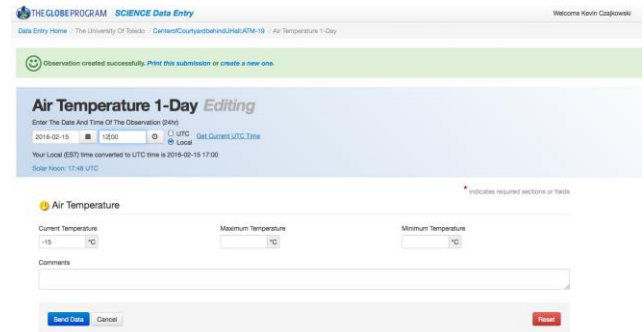 THE GLOBE PROGRAM SCIENCE Data Entry
Welcome Kevin Czajkowski
Data Entry Home / The University Of Toledo / CenterofCourtyardbehindUHall:ATM-19 / Air Temperature 1-Day
Observation created successfully. Print this submission or create a new one.
Air Temperature 1-Day Editing
Enter The Date And Time Of The Observation (24hr)
2016-02-15 12:00 UTC Local Get Current UTC Time
Your Local (EST) time converted to UTC time is 2016-02-15 17:00
Solar Noon: 17:48 UTC
* indicates required sections or fields
Air Temperature
Current Temperature Maximum Temperature Minimum Temperature
-15 °C °C °C
Comments
Send Data Cancel Reset